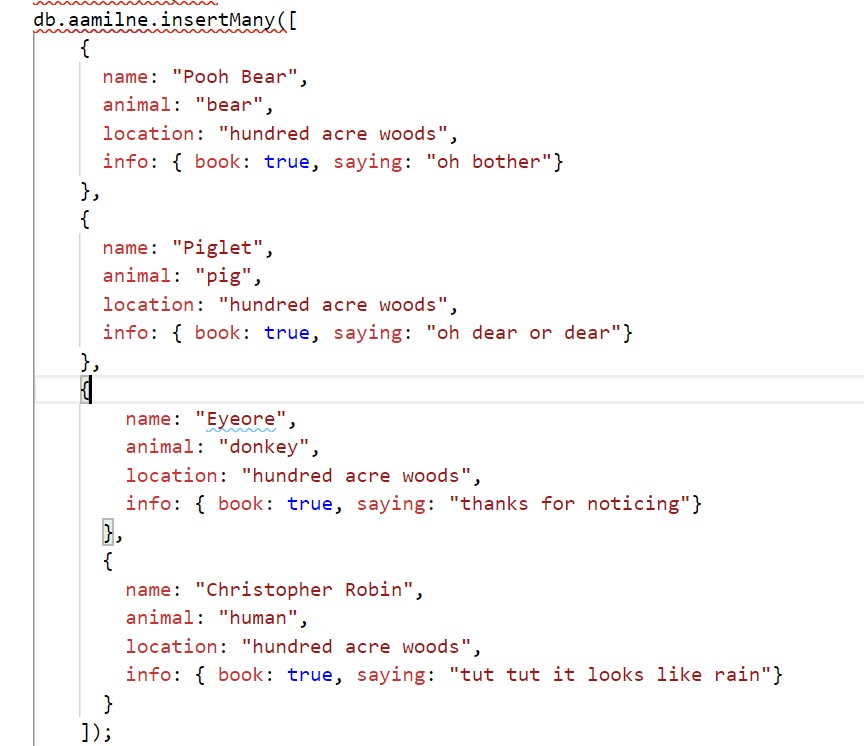 db.aamilne.insertMany([
{
name: "Pooh Bear",
animal: "bear",
location: "hundred acre woods",
info: { book: true, saying: "oh bother"}
},
{
name: "Piglet",
animal: "pig",
location: "hundred acre woods",
info: { book: true, saying: "oh dear or dear"}
},
{
name: "Eyeore",
animal: "donkey",
location: "hundred acre woods",
info: { book: true, saying: "thanks for noticing"}
},
{
name: "Christopher Robin",
animal: "human",
location: "hundred acre woods",
info: { book: true, saying: "tut tut it looks like rain"}
}
]);